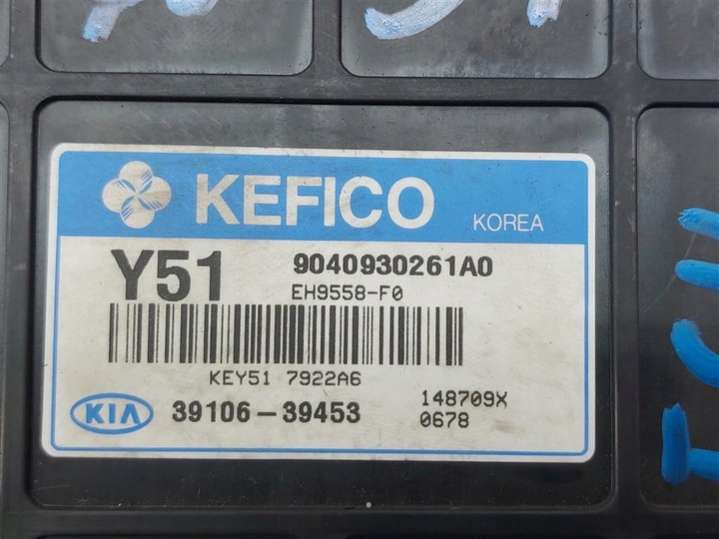 KEFICO KOREA
Y51 9040930261A0
EH9558-F0
KEY51 7922A6
KIA 39106-39453 148709X
0678